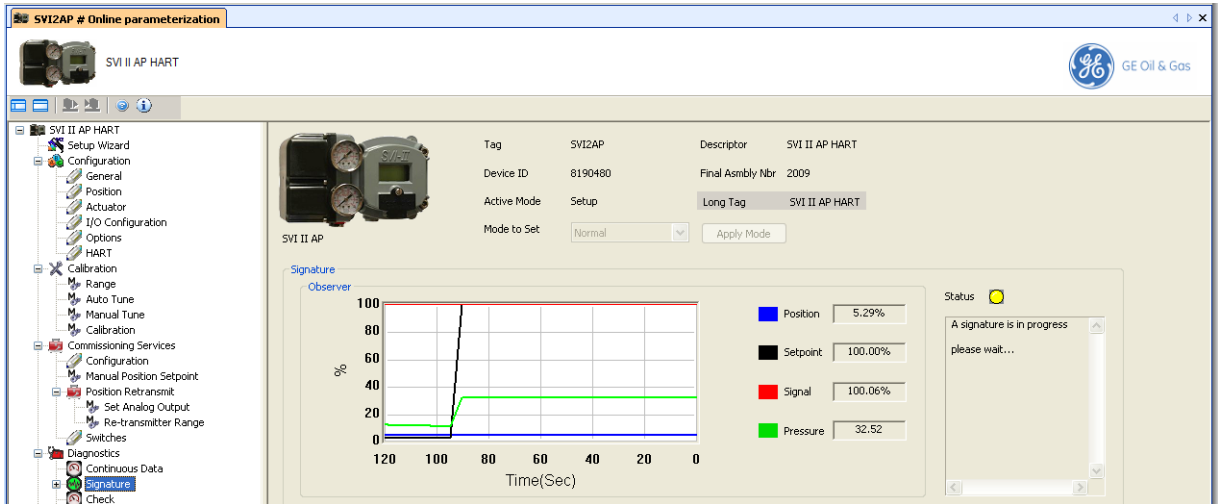 SVI2AP # Online parameterization
SVI II AP HART
GE Oil & Gas
SVI II AP HART
Setup Wizard
Configuration
General
Position
Actuator
I/O Configuration
Options
HART
Calibration
Range
Auto Tune
Manual Tune
Calibration
Commissioning Services
Configuration
Manual Position Setpoint
Position Retransmit
Set Analog Output
Re-transmitter Range
Switches
Diagnostics
Continuous Data
Signature
Check
SVI-II
SVI II AP
Tag SVI2AP Descriptor SVI II AP HART
Device ID 8190480 Final Asmbly Nbr 2009
Active Mode Setup Long Tag SVI II AP HART
Mode to Set Normal Apply Mode
Signature
Observer
100
80
60
40
20
0
%
120 100 80 60 40 20 0
Time(Sec)
Position 5.29%
Setpoint 100.00%
Signal 100.06%
Pressure 32.52
Status
A signature is in progress
please wait...